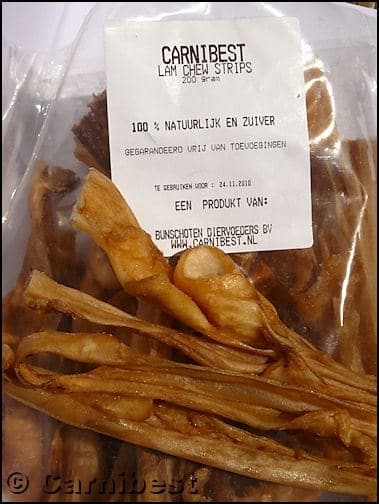 CARNIBEST
LAM CHEW STRIPS
200 gram
100 % NATUURLIJK EN ZUIVER
GEGARANDEERD VRIJ VAN TOEVOEGINGEN
TE GEBRUIKEN VOOR : 24.11.2010
EEN PRODUKT VAN:
BUNSCHOTEN DIERVOEDERS BV
WWW.CARNIBEST.NL
© Carnibest